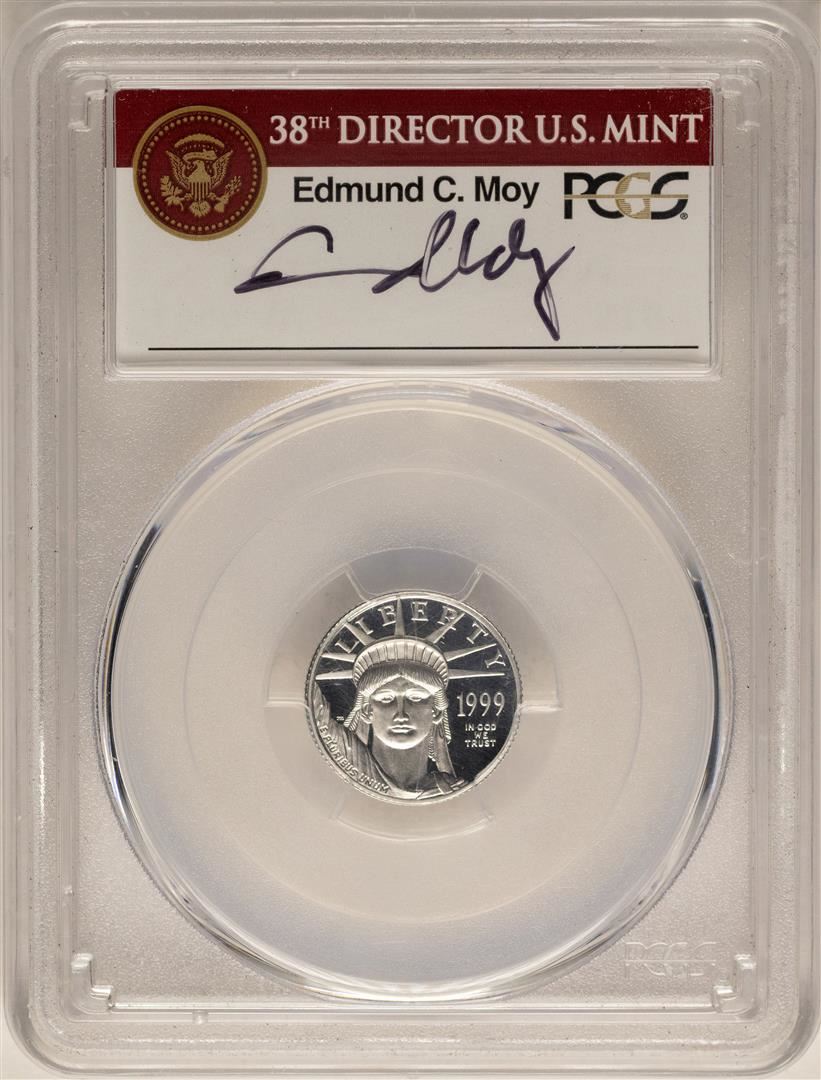 38TH DIRECTOR U.S. MINT
Edmund C. Moy PCGS®
LIBERTY
1999
IN GOD
WE
TRUST
E PLURIBUS UNUM
PCGS